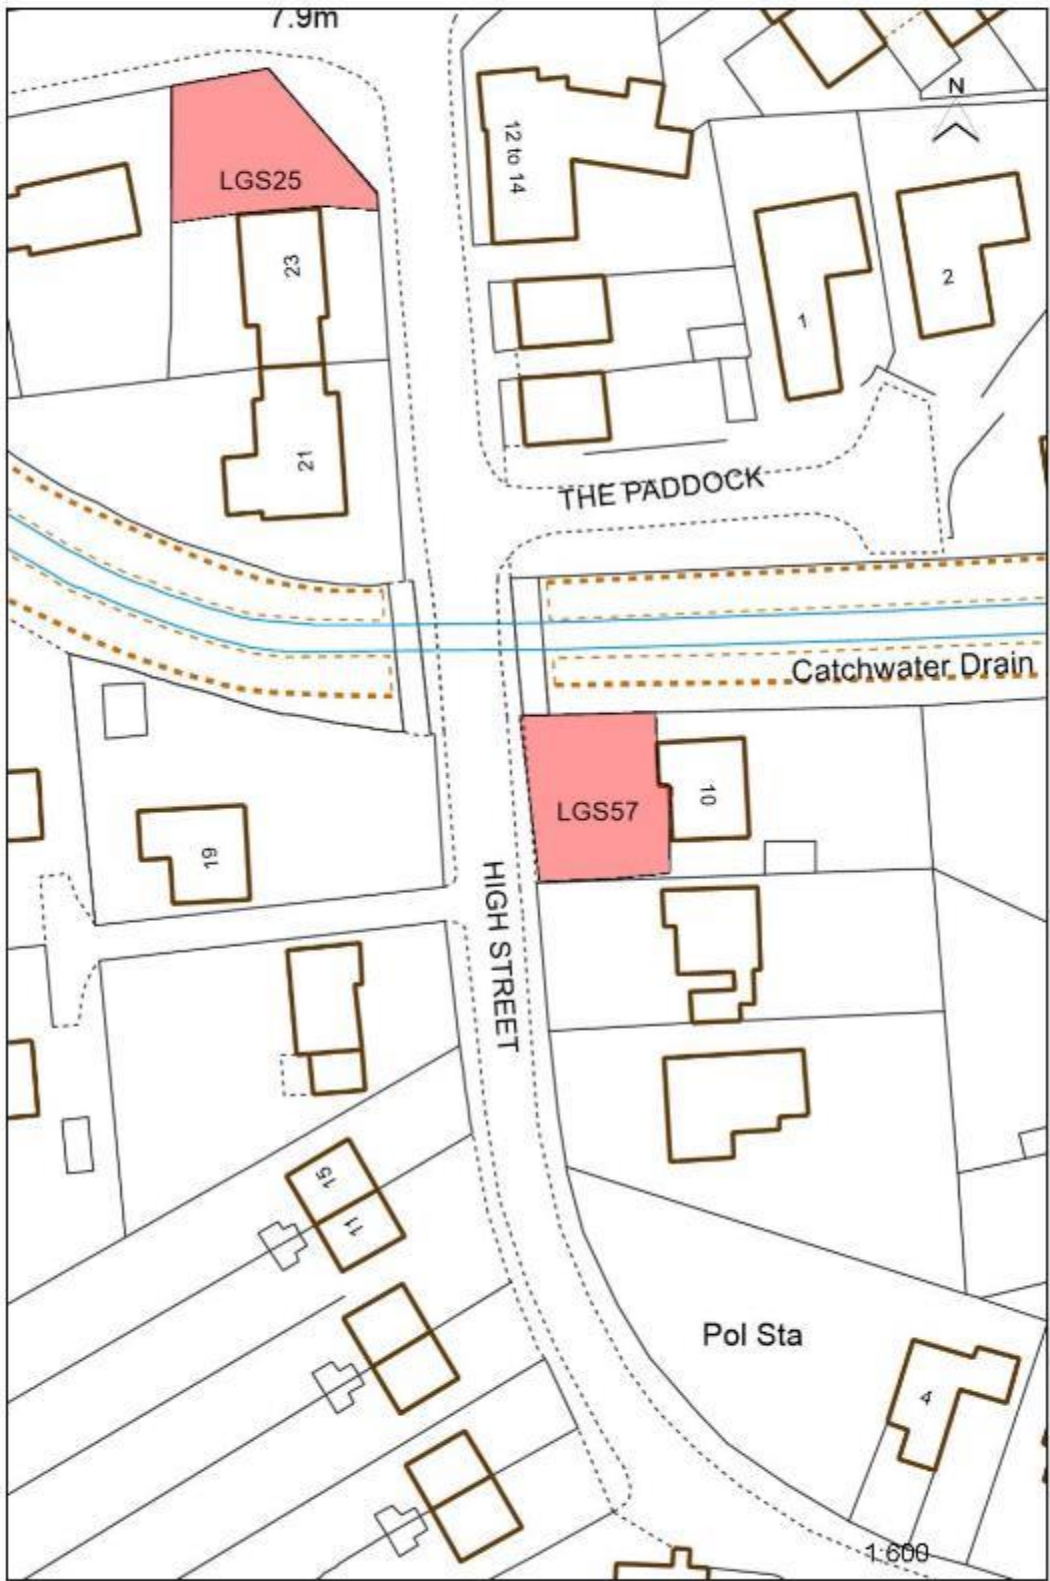 7.9m
N
12 to 14
LGS25
23
2
1
21
THE PADDOCK
Catchwater Drain
10
LGS57
19
HIGH STREET
15
11
Pol Sta
4
1:600